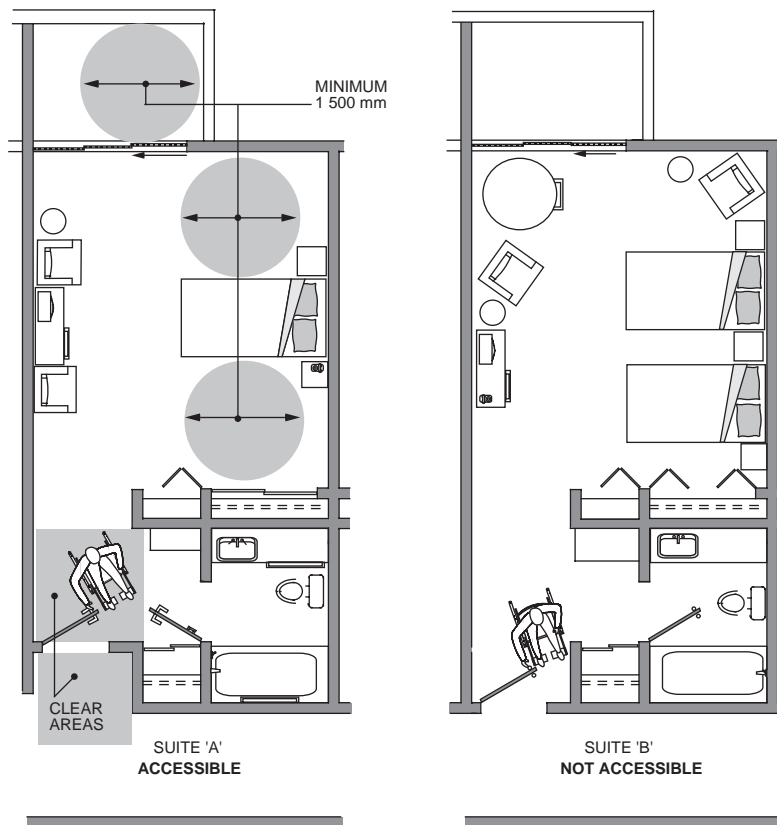 MINIMUM
1 500 mm
CLEAR
AREAS
SUITE 'A'
ACCESSIBLE
SUITE 'B'
NOT ACCESSIBLE